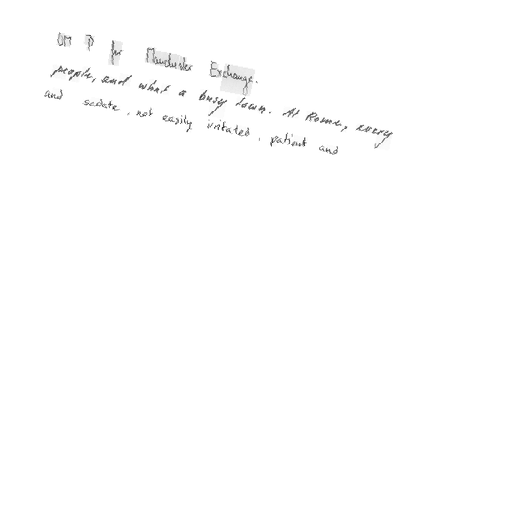 OM P for Manchester Exchange.
people, and what a busy town. At Rome, every
and sedate, not easily irritated, patient and